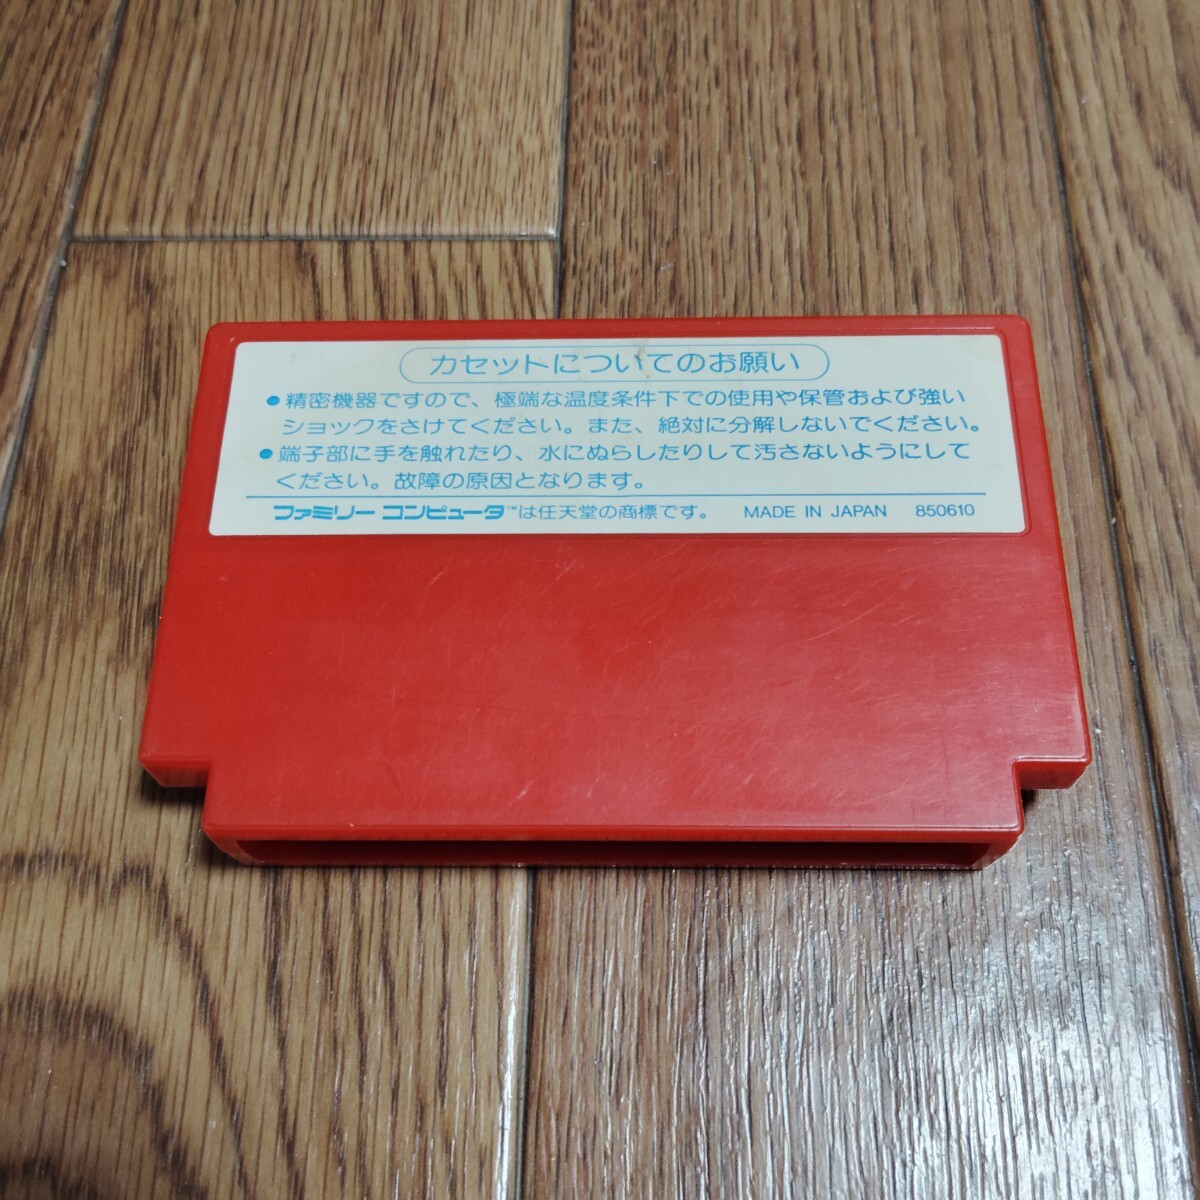 カセットについてのお願い
●精密機器ですので、極端な温度条件下での使用や保管および強い
ショックをさけてください。また、絶対に分解しないでください。
●端子部に手を触れたり、水にぬらしたりして汚さないようにして
ください。故障の原因となります。
ファミリー コンピュータ™は任天堂の商標です。 MADE IN JAPAN 850610